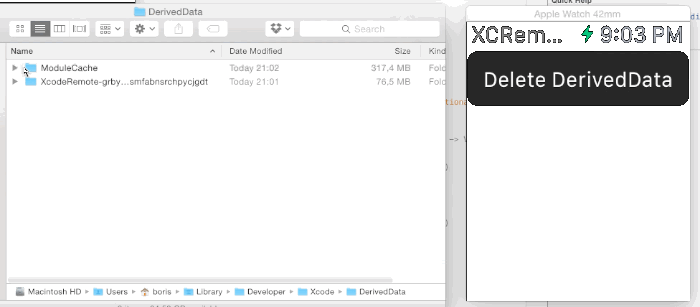 Quick Help
DerivedData
Apple Watch 42mm
XCRem... 9:03 PM
Search
Name Date Modified Size Kind
ModuleCache Today 21:02 317,4 MB Fold
XcodeRemote-grby...smfabnsrchpycjgdt Today 21:01 76,5 MB Fold
Delete DerivedData
Macintosh HD Users boris Library Developer Xcode DerivedData